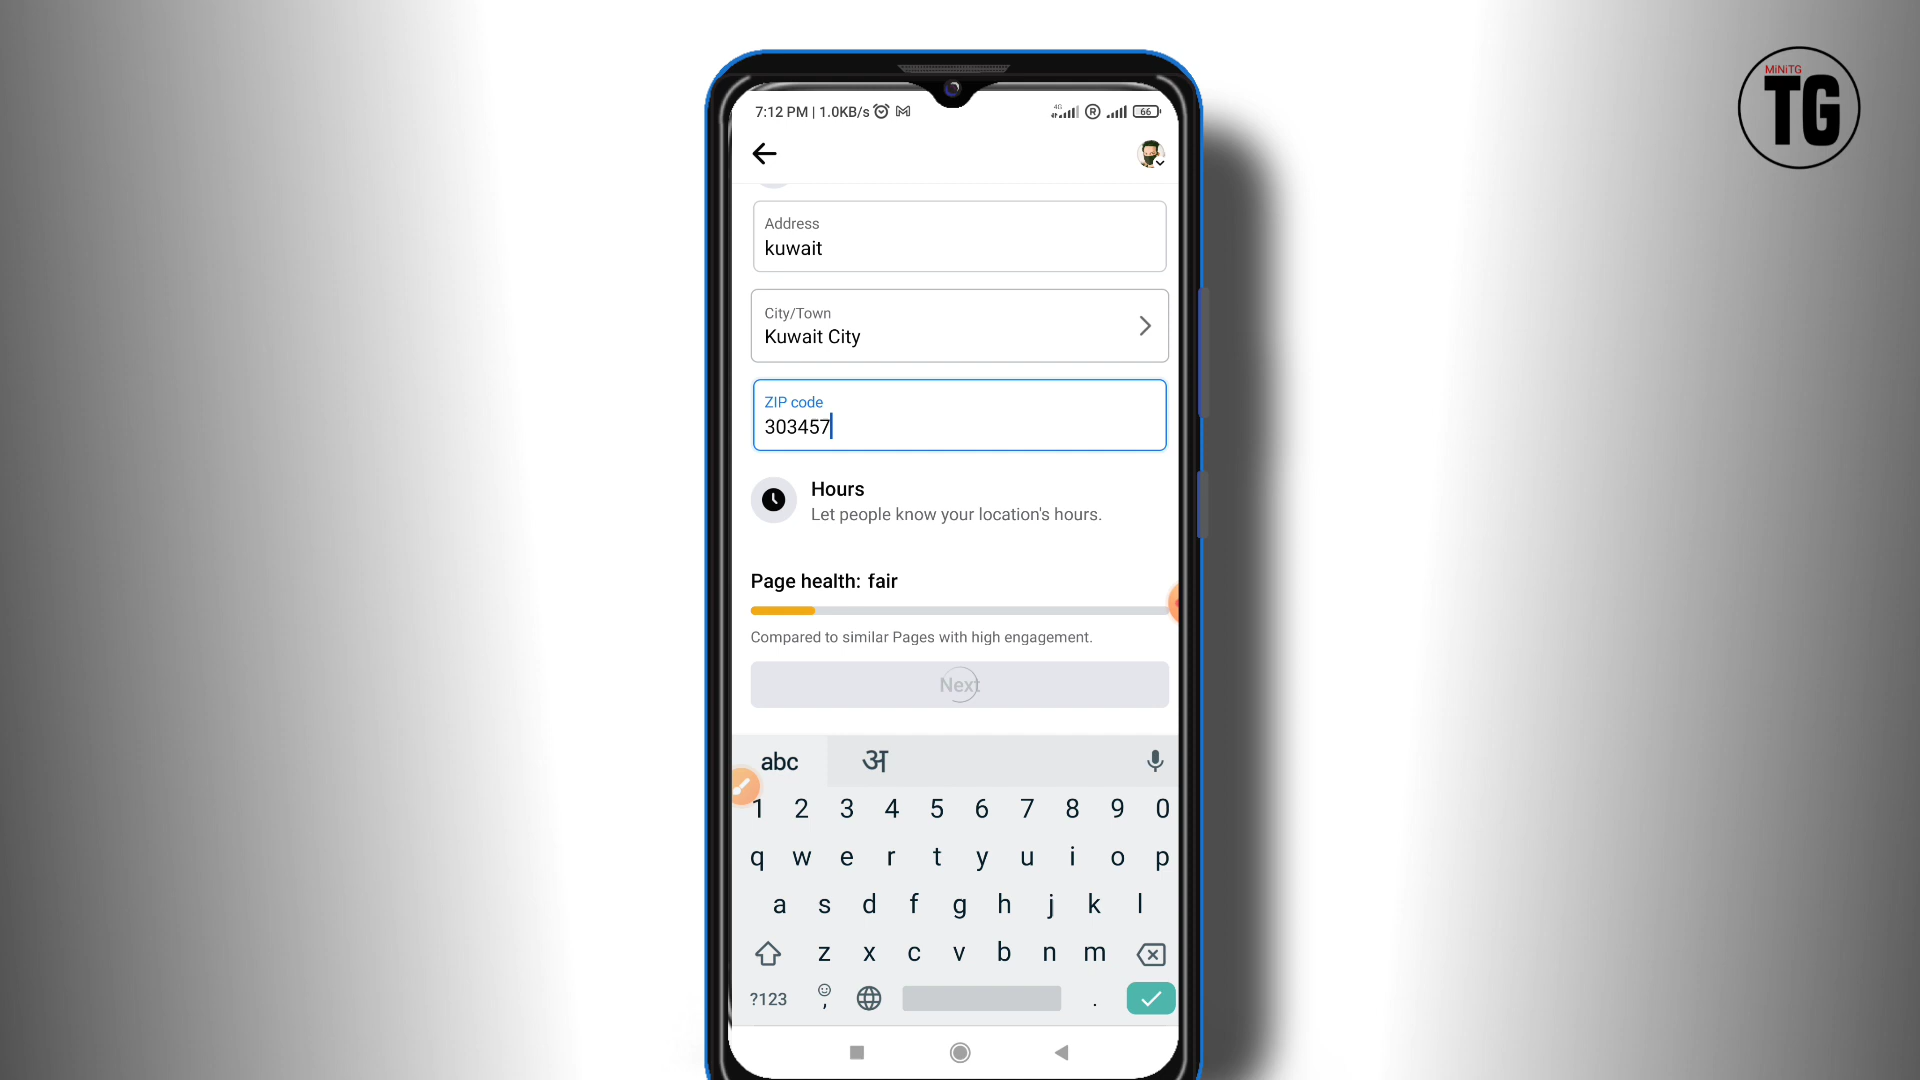 MiNiTG
TG
7:12 PM | 1.0KB/s
4G
R
66
Address
kuwait
City/Town
Kuwait City
ZIP code
303457
Hours
Let people know your location's hours.
Page health: fair
Compared to similar Pages with high engagement.
Next
abc अ
1 2 3 4 5 6 7 8 9 0
q w e r t y u i o p
a s d f g h j k l
z x c v b n m
?123 , .